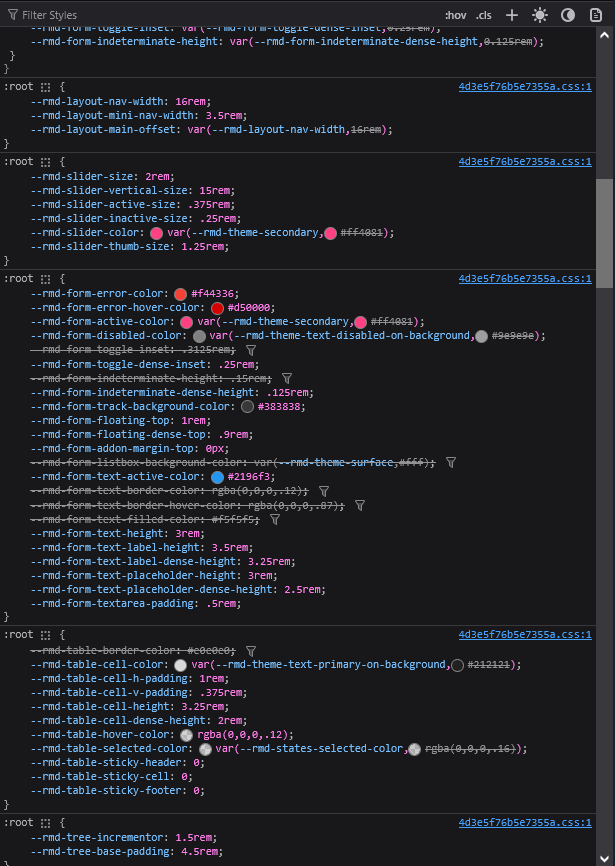 Filter Styles
:hov .cls
--rmd-form-toggle-inset: var(--rmd-form-toggle-dense-inset,0.25rem);
--rmd-form-indeterminate-height: var(--rmd-form-indeterminate-dense-height,0.125rem);
}
}
:root {
4d3e5f76b5e7355a.css:1
--rmd-layout-nav-width: 16rem;
--rmd-layout-mini-nav-width: 3.5rem;
--rmd-layout-main-offset: var(--rmd-layout-nav-width,16rem);
}
:root {
4d3e5f76b5e7355a.css:1
--rmd-slider-size: 2rem;
--rmd-slider-vertical-size: 15rem;
--rmd-slider-active-size: .375rem;
--rmd-slider-inactive-size: .25rem;
--rmd-slider-color: var(--rmd-theme-secondary, #ff4081);
--rmd-slider-thumb-size: 1.25rem;
}
:root {
4d3e5f76b5e7355a.css:1
--rmd-form-error-color: #f44336;
--rmd-form-error-hover-color: #d50000;
--rmd-form-active-color: var(--rmd-theme-secondary, #ff4081);
--rmd-form-disabled-color: var(--rmd-theme-text-disabled-on-background, #9e9e9e);
--rmd-form-toggle-inset: .3125rem;
--rmd-form-toggle-dense-inset: .25rem;
--rmd-form-indeterminate-height: .15rem;
--rmd-form-indeterminate-dense-height: .125rem;
--rmd-form-track-background-color: #383838;
--rmd-form-floating-top: 1rem;
--rmd-form-floating-dense-top: .9rem;
--rmd-form-addon-margin-top: 0px;
--rmd-form-listbox-background-color: var(--rmd-theme-surface,#fff);
--rmd-form-text-active-color: #2196f3;
--rmd-form-text-border-color: rgba(0,0,0,.12);
--rmd-form-text-border-hover-color: rgba(0,0,0,.87);
--rmd-form-text-filled-color: #f5f5f5;
--rmd-form-text-height: 3rem;
--rmd-form-text-label-height: 3.5rem;
--rmd-form-text-label-dense-height: 3.25rem;
--rmd-form-text-placeholder-height: 3rem;
--rmd-form-text-placeholder-dense-height: 2.5rem;
--rmd-form-textarea-padding: .5rem;
}
:root {
4d3e5f76b5e7355a.css:1
--rmd-table-border-color: #e0e0e0;
--rmd-table-cell-color: var(--rmd-theme-text-primary-on-background, #212121);
--rmd-table-cell-h-padding: 1rem;
--rmd-table-cell-v-padding: .375rem;
--rmd-table-cell-height: 3.25rem;
--rmd-table-cell-dense-height: 2rem;
--rmd-table-hover-color: rgba(0,0,0,.12);
--rmd-table-selected-color: var(--rmd-states-selected-color, rgba(0,0,0,.16));
--rmd-table-sticky-header: 0;
--rmd-table-sticky-cell: 0;
--rmd-table-sticky-footer: 0;
}
:root {
4d3e5f76b5e7355a.css:1
--rmd-tree-incrementor: 1.5rem;
--rmd-tree-base-padding: 4.5rem;
}